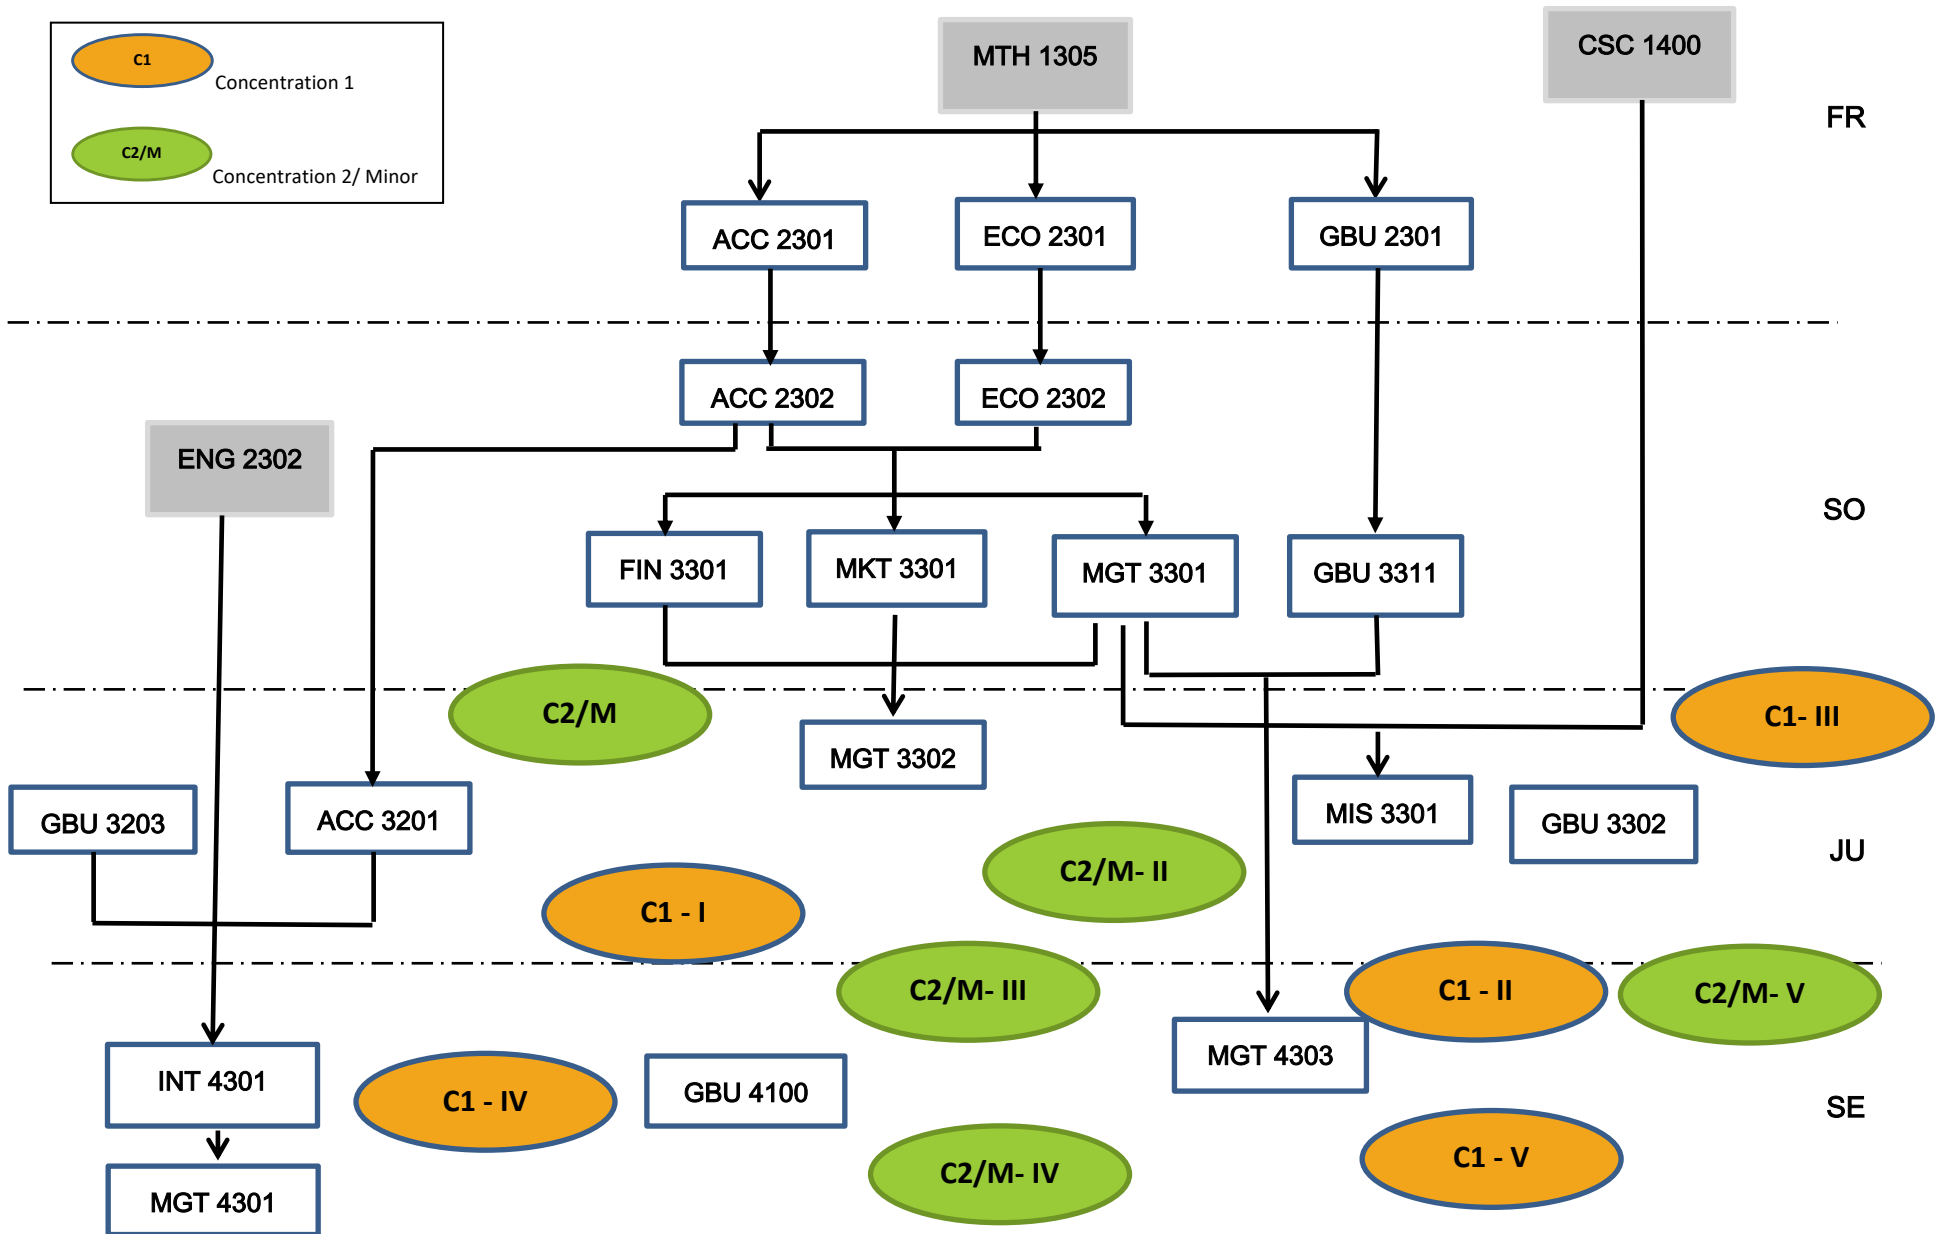 C1
Concentration 1
C2/M
Concentration 2/ Minor
MTH 1305
CSC 1400
FR
ACC 2301
ECO 2301
GBU 2301
ACC 2302
ECO 2302
ENG 2302
SO
FIN 3301
MKT 3301
MGT 3301
GBU 3311
C2/M
C1- III
MGT 3302
GBU 3203
ACC 3201
MIS 3301
GBU 3302
JU
C2/M- II
C1 - I
C2/M- III
C1 - II
C2/M- V
MGT 4303
INT 4301
C1 - IV
GBU 4100
SE
C2/M- IV
C1 - V
MGT 4301